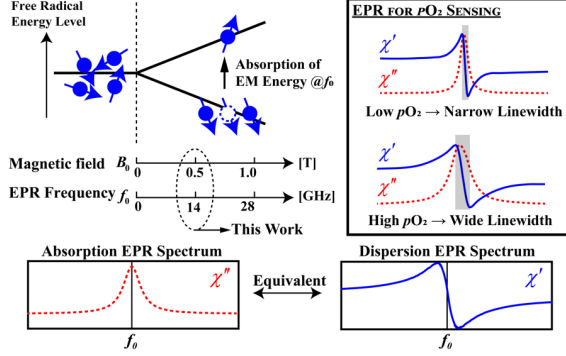 Free Radical
Energy Level
Absorption of
EM Energy @f₀
Magnetic field B₀ 0 0.5 1.0 [T]
EPR Frequency f₀ 0 14 28 [GHz]
This Work
EPR FOR pO₂ SENSING
χ′
χ″
Low pO₂ → Narrow Linewidth
χ′
χ″
High pO₂ → Wide Linewidth
Absorption EPR Spectrum
χ″
f₀
Equivalent
Dispersion EPR Spectrum
χ′
f₀